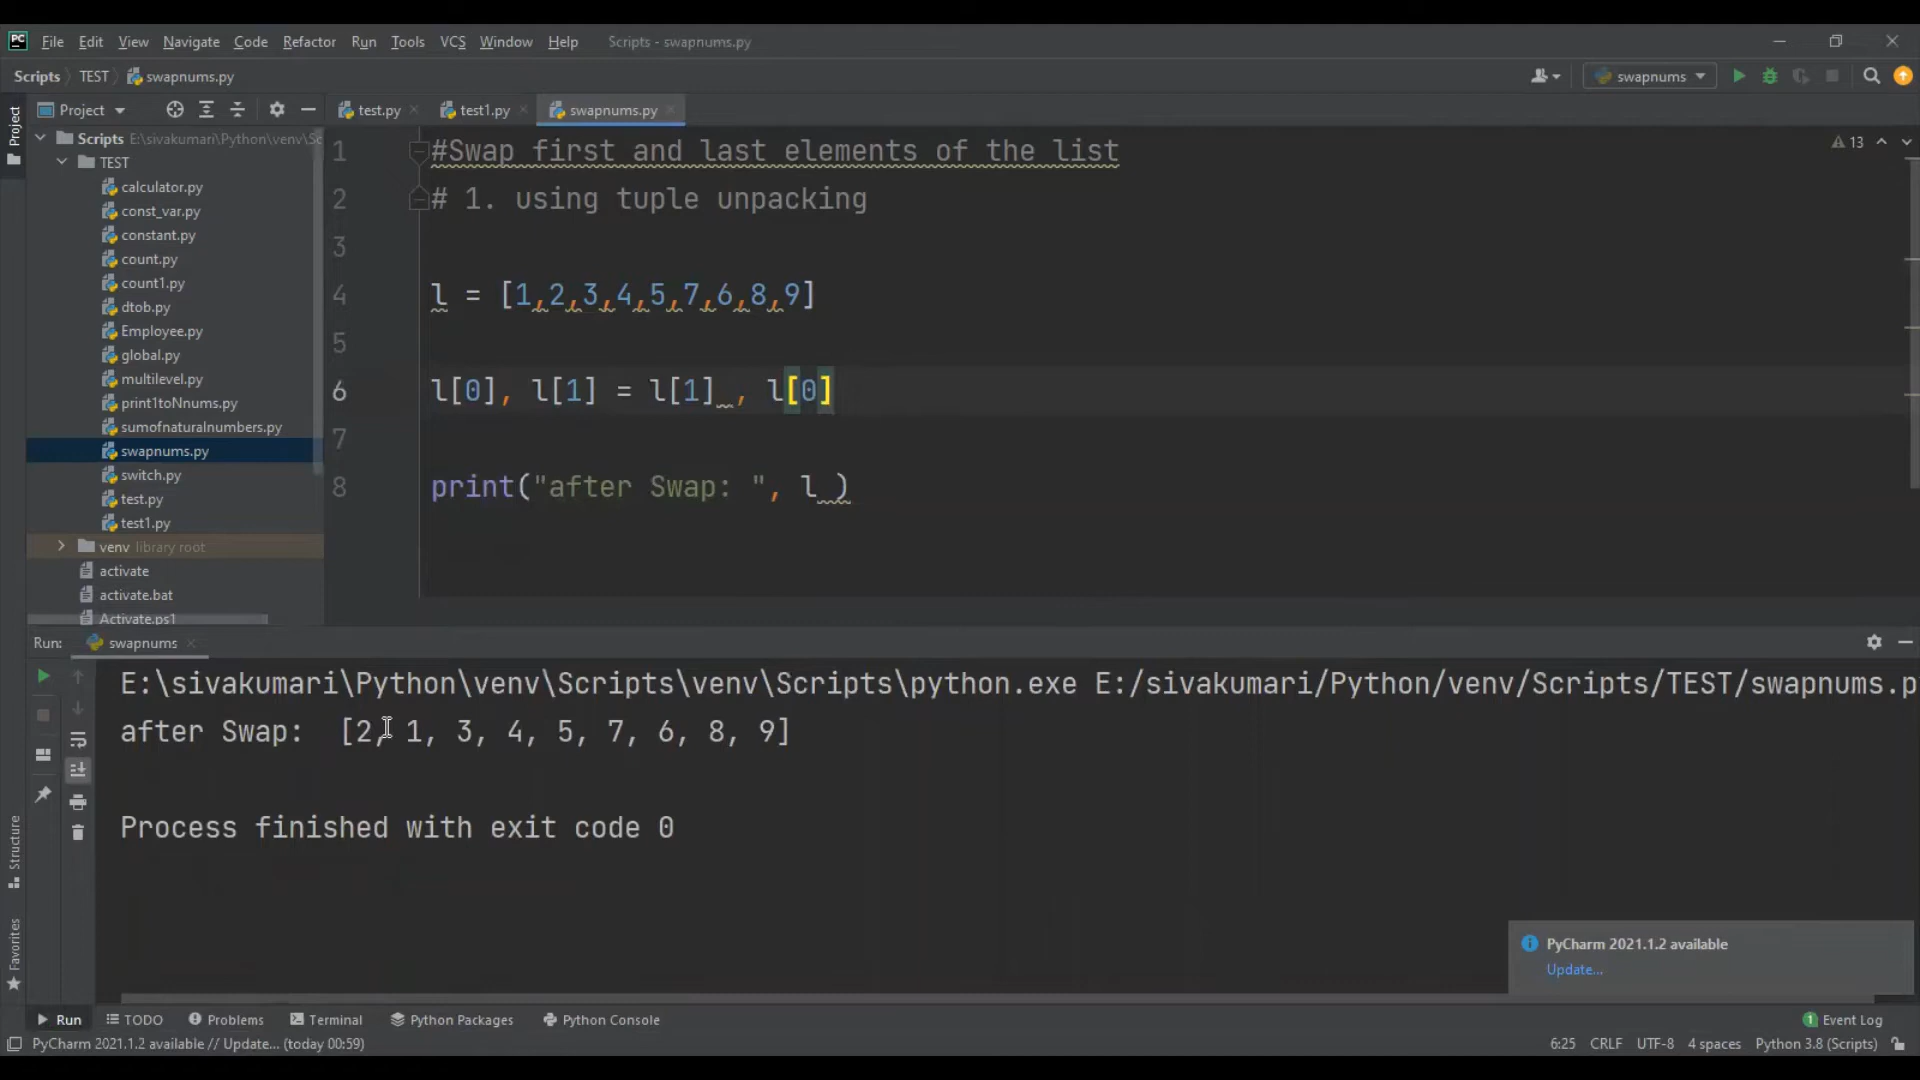 PC File Edit View Navigate Code Refactor Run Tools VCS Window Help Scripts - swapnums.py
Scripts TEST swapnums.py swapnums
Project test.py test1.py swapnums.py
Project
Scripts E:\sivakumari\Python\venv\Sc
TEST
calculator.py
const_var.py
constant.py
count.py
count1.py
dtob.py
Employee.py
global.py
multilevel.py
print1toNnums.py
sumofnaturalnumbers.py
swapnums.py
switch.py
test.py
test1.py
venv library root
activate
activate.bat
Activate.ps1
13
1 #Swap first and last elements of the list
2 # 1. using tuple unpacking
3
4 l = [1,2,3,4,5,7,6,8,9]
5
6 l[0], l[1] = l[1] , l[0]
7
8 print("after Swap: ", l )
Run: swapnums
E:\sivakumari\Python\venv\Scripts\venv\Scripts\python.exe E:/sivakumari/Python/venv/Scripts/TEST/swapnums.p
after Swap:  [2, 1, 3, 4, 5, 7, 6, 8, 9]
Process finished with exit code 0
Structure
Favorites
PyCharm 2021.1.2 available
Update...
Run TODO Problems Terminal Python Packages Python Console 1 Event Log
PyCharm 2021.1.2 available // Update... (today 00:59) 6:25 CRLF UTF-8 4 spaces Python 3.8 (Scripts)